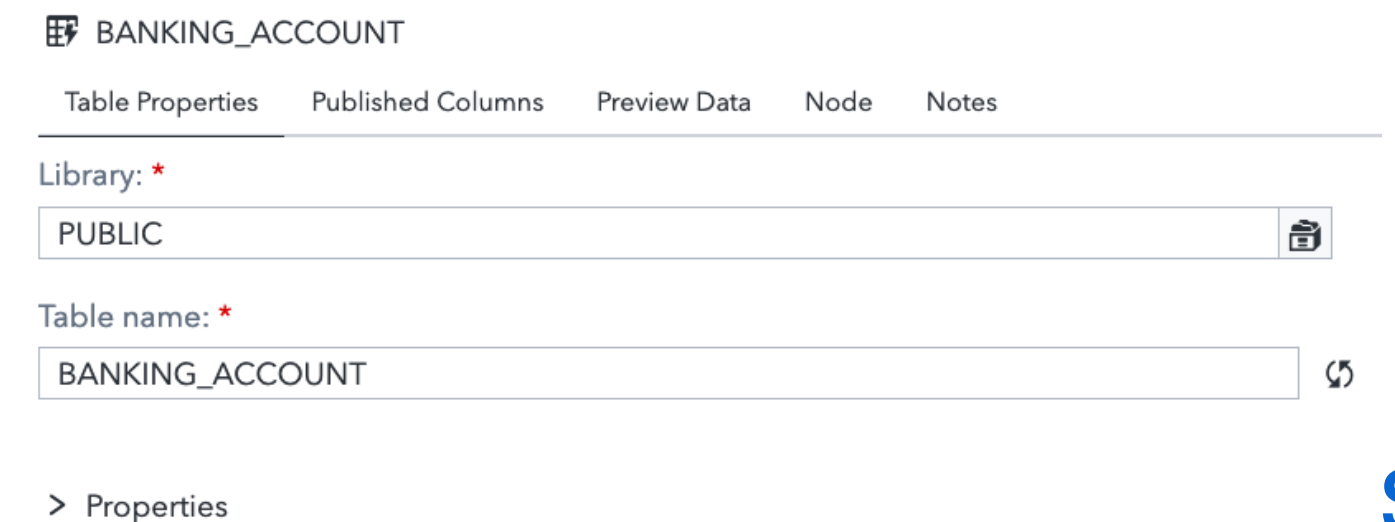 BANKING_ACCOUNT
Table Properties Published Columns Preview Data Node Notes
Library: *
PUBLIC
Table name: *
BANKING_ACCOUNT
> Properties